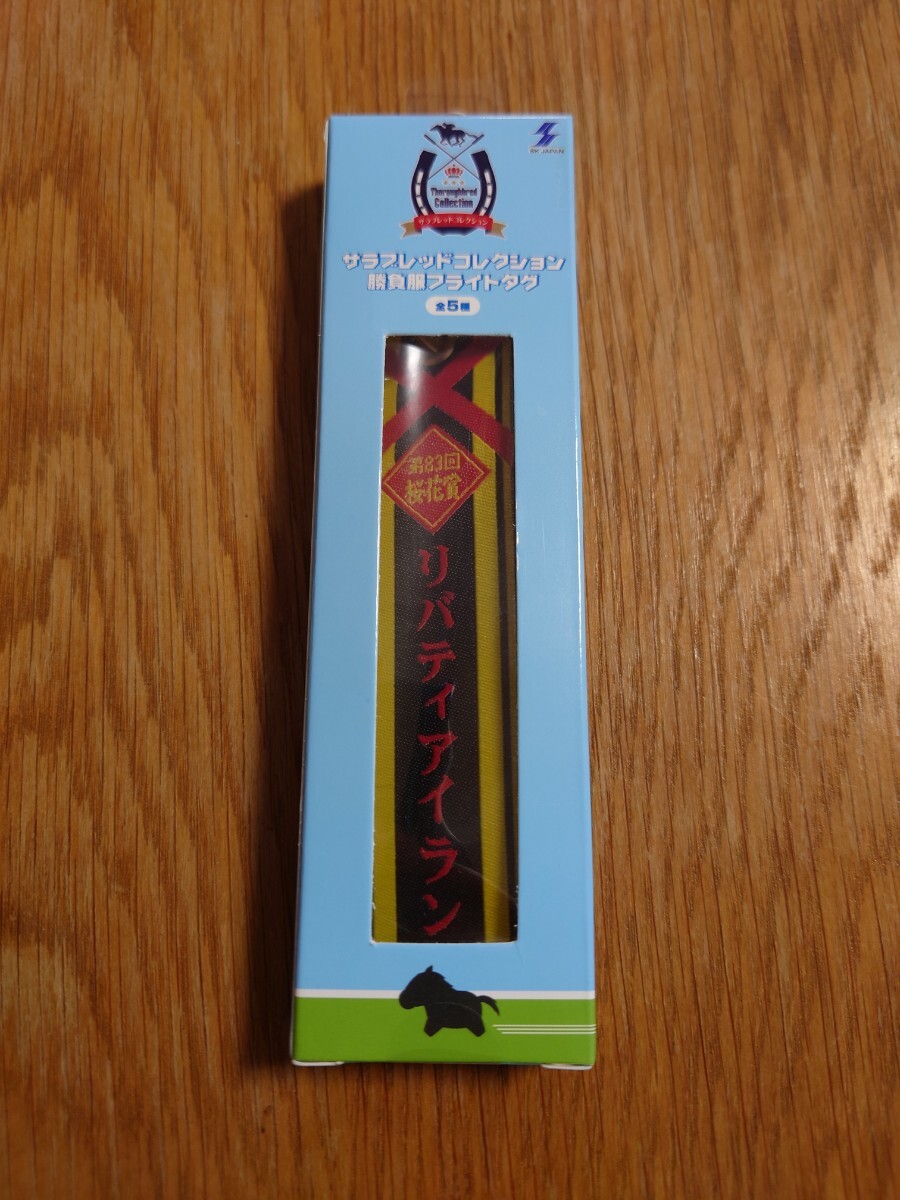 Thoroughbred
Collection
サラブレッドコレクション
SK JAPAN
サラブレッドコレクション
勝負服フライトタグ
全5種
第83回
桜花賞
リバティアイラン